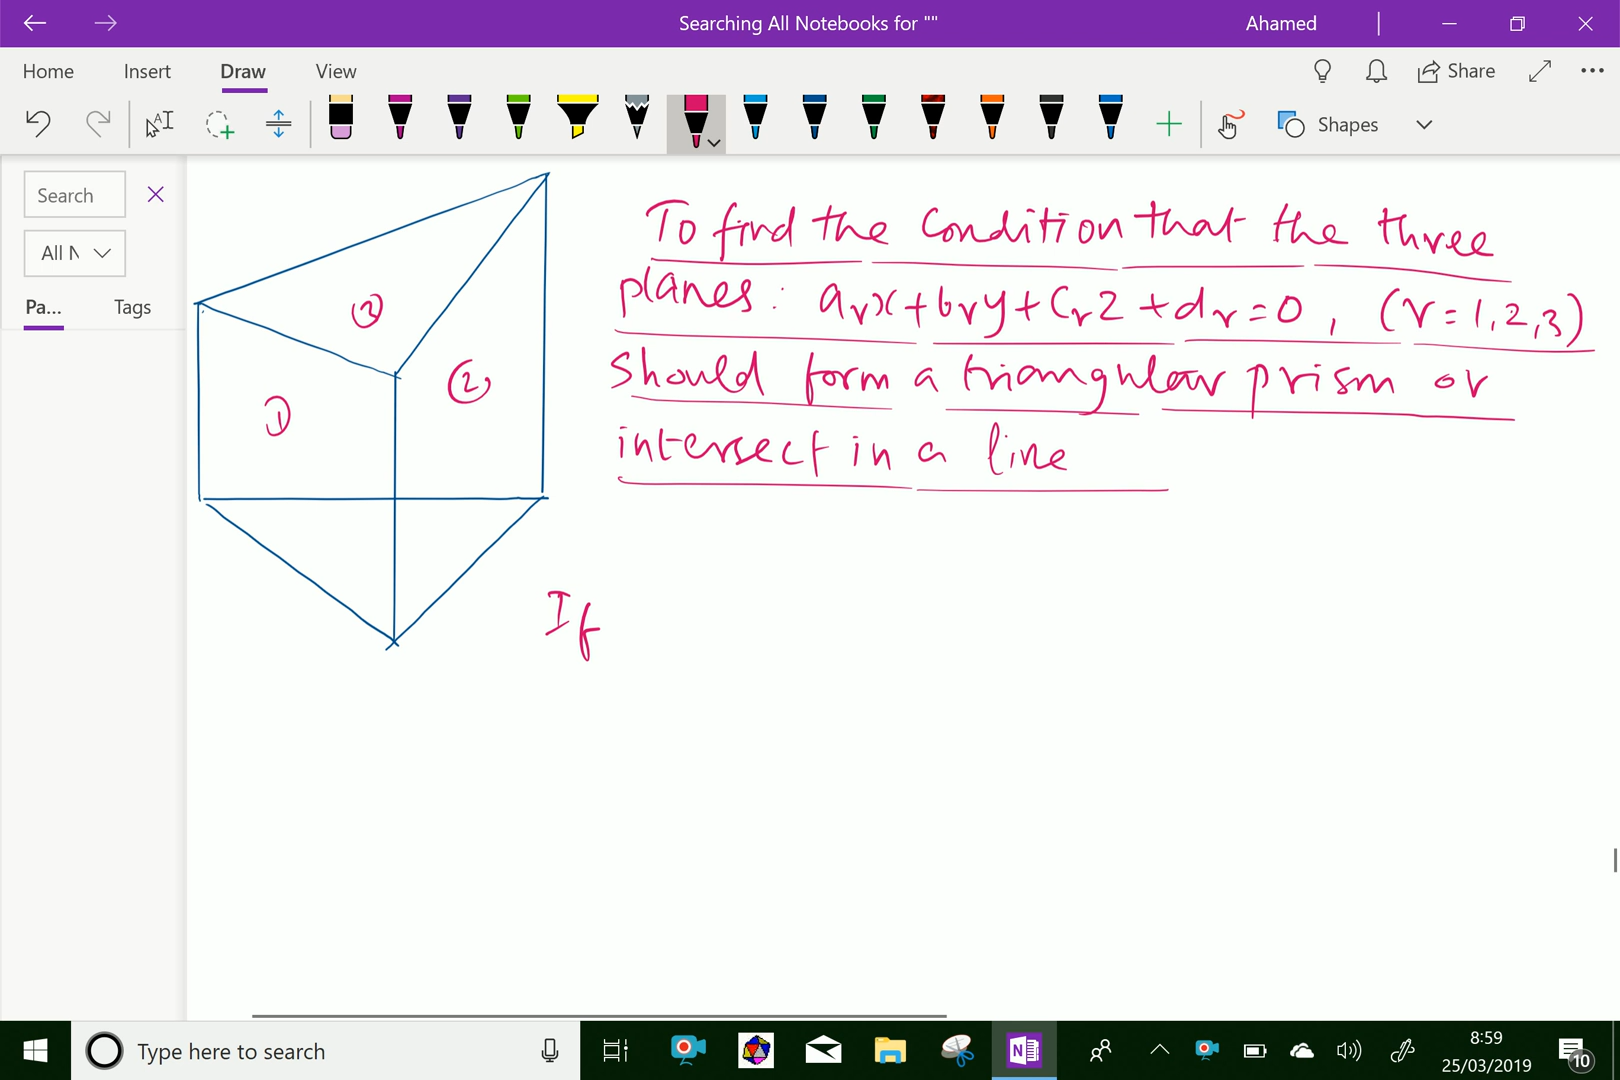 Searching All Notebooks for ""
Ahamed
Home Insert Draw View
Share
Shapes
Search
All N
Pa... Tags
To find the condition that the three
planes: aᵣx+bᵣy+cᵣz+dᵣ=0, (r=1,2,3)
should form a triangular prism or
intersect in a line
1
2
3
If
Type here to search
8:59
25/03/2019
10